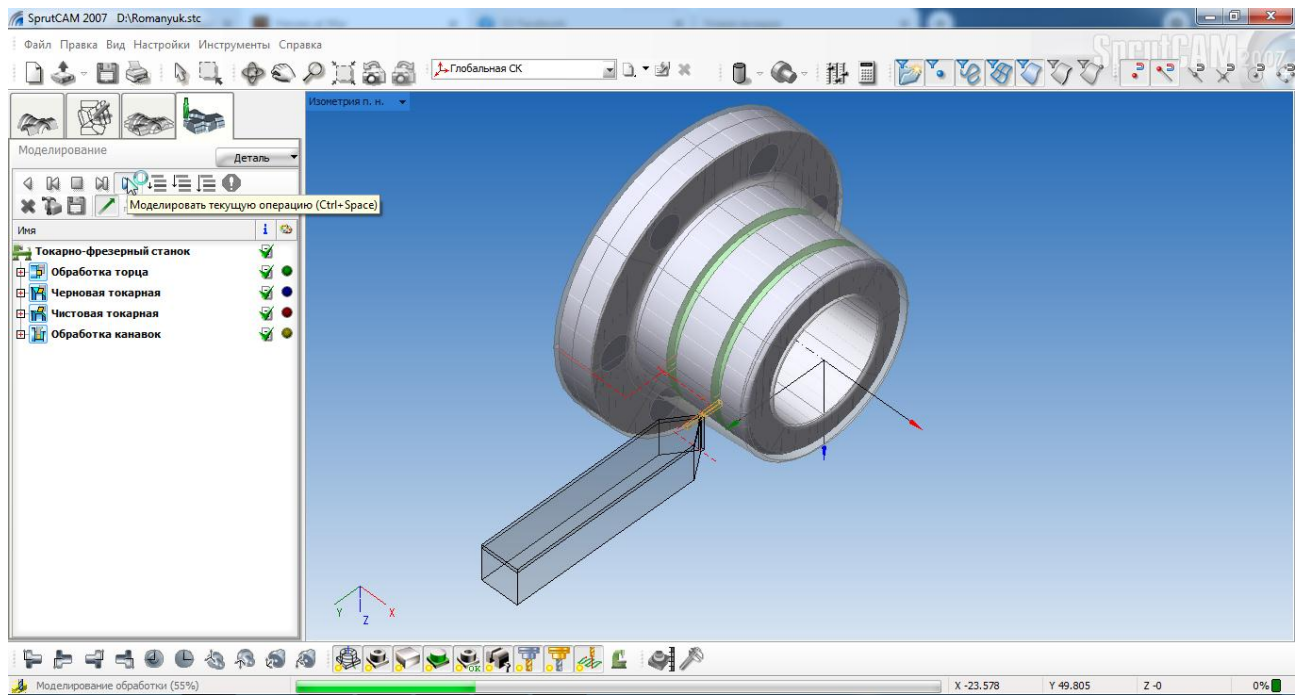 SprutCAM 2007 D:\Romanyuk.stc
Файл Правка Вид Настройки Инструменты Справка
SprutCAM 2007
Глобальная СК
Изометрия п. н.
Моделирование
Деталь
Моделировать текущую операцию (Ctrl+Space)
Имя
Токарно-фрезерный станок
Обработка торца
Черновая токарная
Чистовая токарная
Обработка канавок
Y Z X
Моделирование обработки (55%)
X -23.578 Y 49.805 Z -0 0%